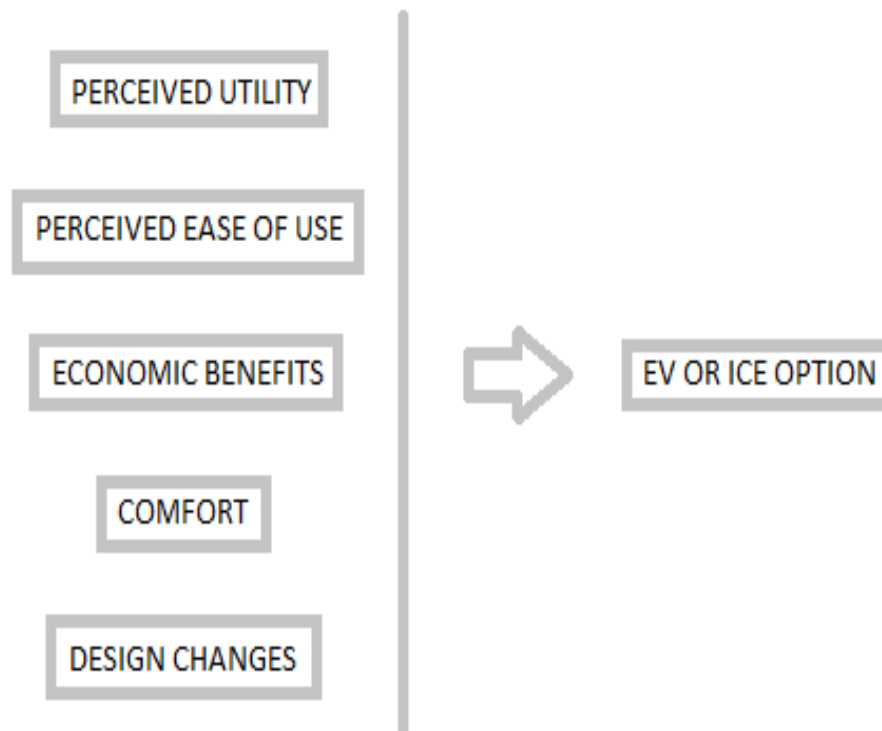 PERCEIVED UTILITY
PERCEIVED EASE OF USE
ECONOMIC BENEFITS
EV OR ICE OPTION
COMFORT
DESIGN CHANGES